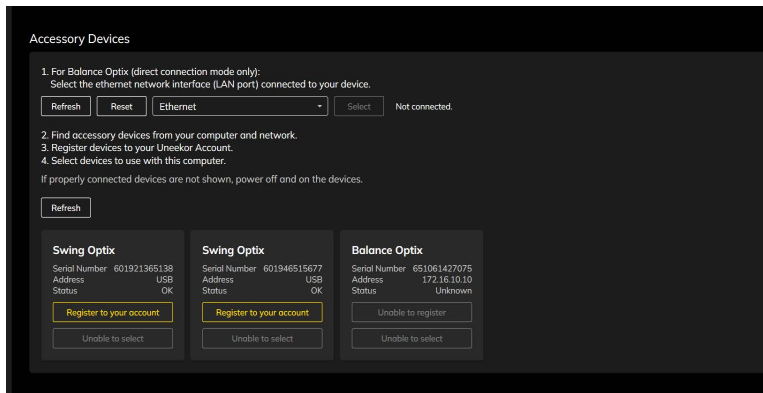 Accessory Devices
1. For Balance Optix (direct connection mode only):
Select the ethernet network interface (LAN port) connected to your device.
Refresh Reset Ethernet Select Not connected.
2. Find accessory devices from your computer and network.
3. Register devices to your Uneekor Account.
4. Select devices to use with this computer.
If properly connected devices are not shown, power off and on the devices.
Refresh
Swing Optix
Serial Number 601921365138
Address USB
Status OK
Register to your account
Unable to select
Swing Optix
Serial Number 601946515677
Address USB
Status OK
Register to your account
Unable to select
Balance Optix
Serial Number 651061427075
Address 172.16.10.10
Status Unknown
Unable to register
Unable to select